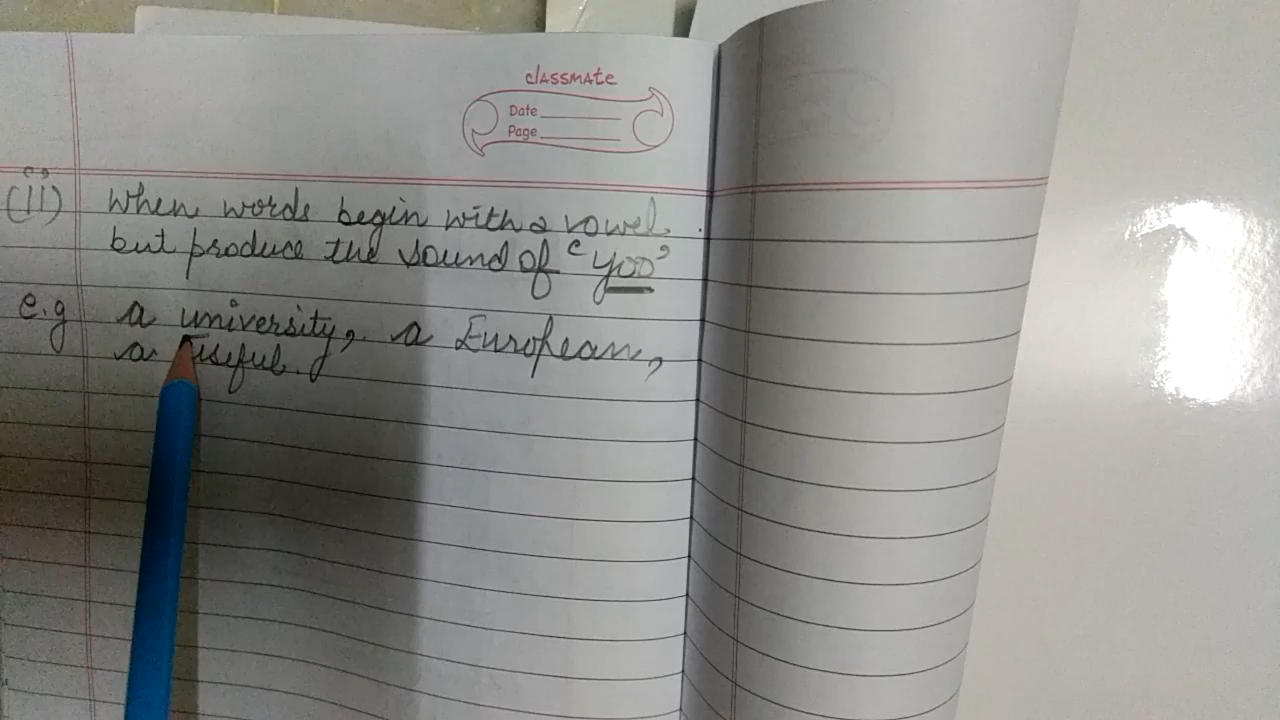 classmate
Date
Page
(ii) When words begin with a vowel
but produce the sound of "yoo"
e.g a university, a European,
a useful.